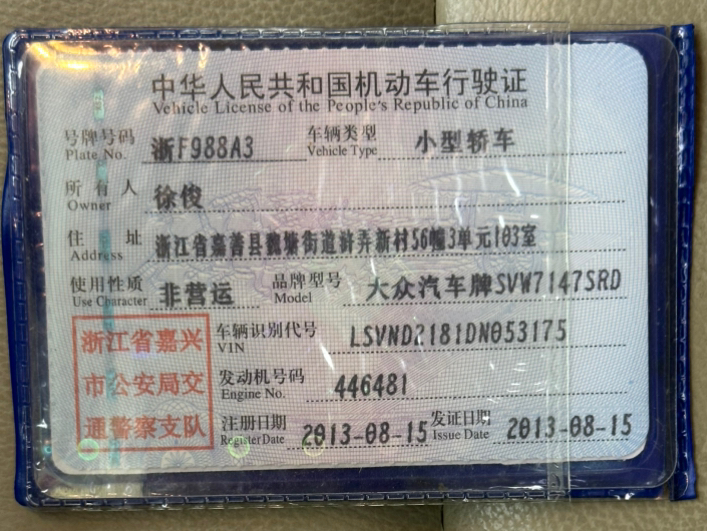 中华人民共和国机动车行驶证
Vehicle License of the People's Republic of China
号牌号码 浙F988A3 车辆类型 小型轿车
Plate No. Vehicle Type
所有人 徐俊
Owner
住址 浙江省嘉善县魏塘街道 弄新村56幢3单元103室
Address
使用性质 非营运 品牌型号 大众汽车牌SVW7147SRD
Use Character Model
浙江省嘉兴 车辆识别代号 LSVND2181DN053175
VIN
市公安局交 发动机号码 446481
Engine No.
通警察支队 注册日期 2013-08-15 发证日期 2013-08-15
Register Date Issue Date